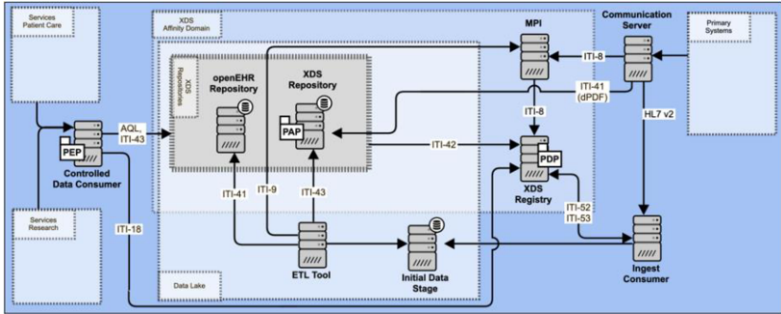 Services
Patient Care
XDS
Affinity Domain
MPI
Communication
Server
Primary
Systems
XDS
Repositories
openEHR
Repository
XDS
Repository
ITI-8
ITI-41
(dPDF)
AQL,
ITI-43
PAP
HL7 v2
ITI-8
PEP
ITI-42
PDP
Controlled
Data Consumer
XDS
Registry
ITI-41
ITI-9
ITI-43
Services
Research
ITI-18
ITI-52
ITI-53
ETL Tool
Initial Data
Stage
Ingest
Consumer
Data Lake